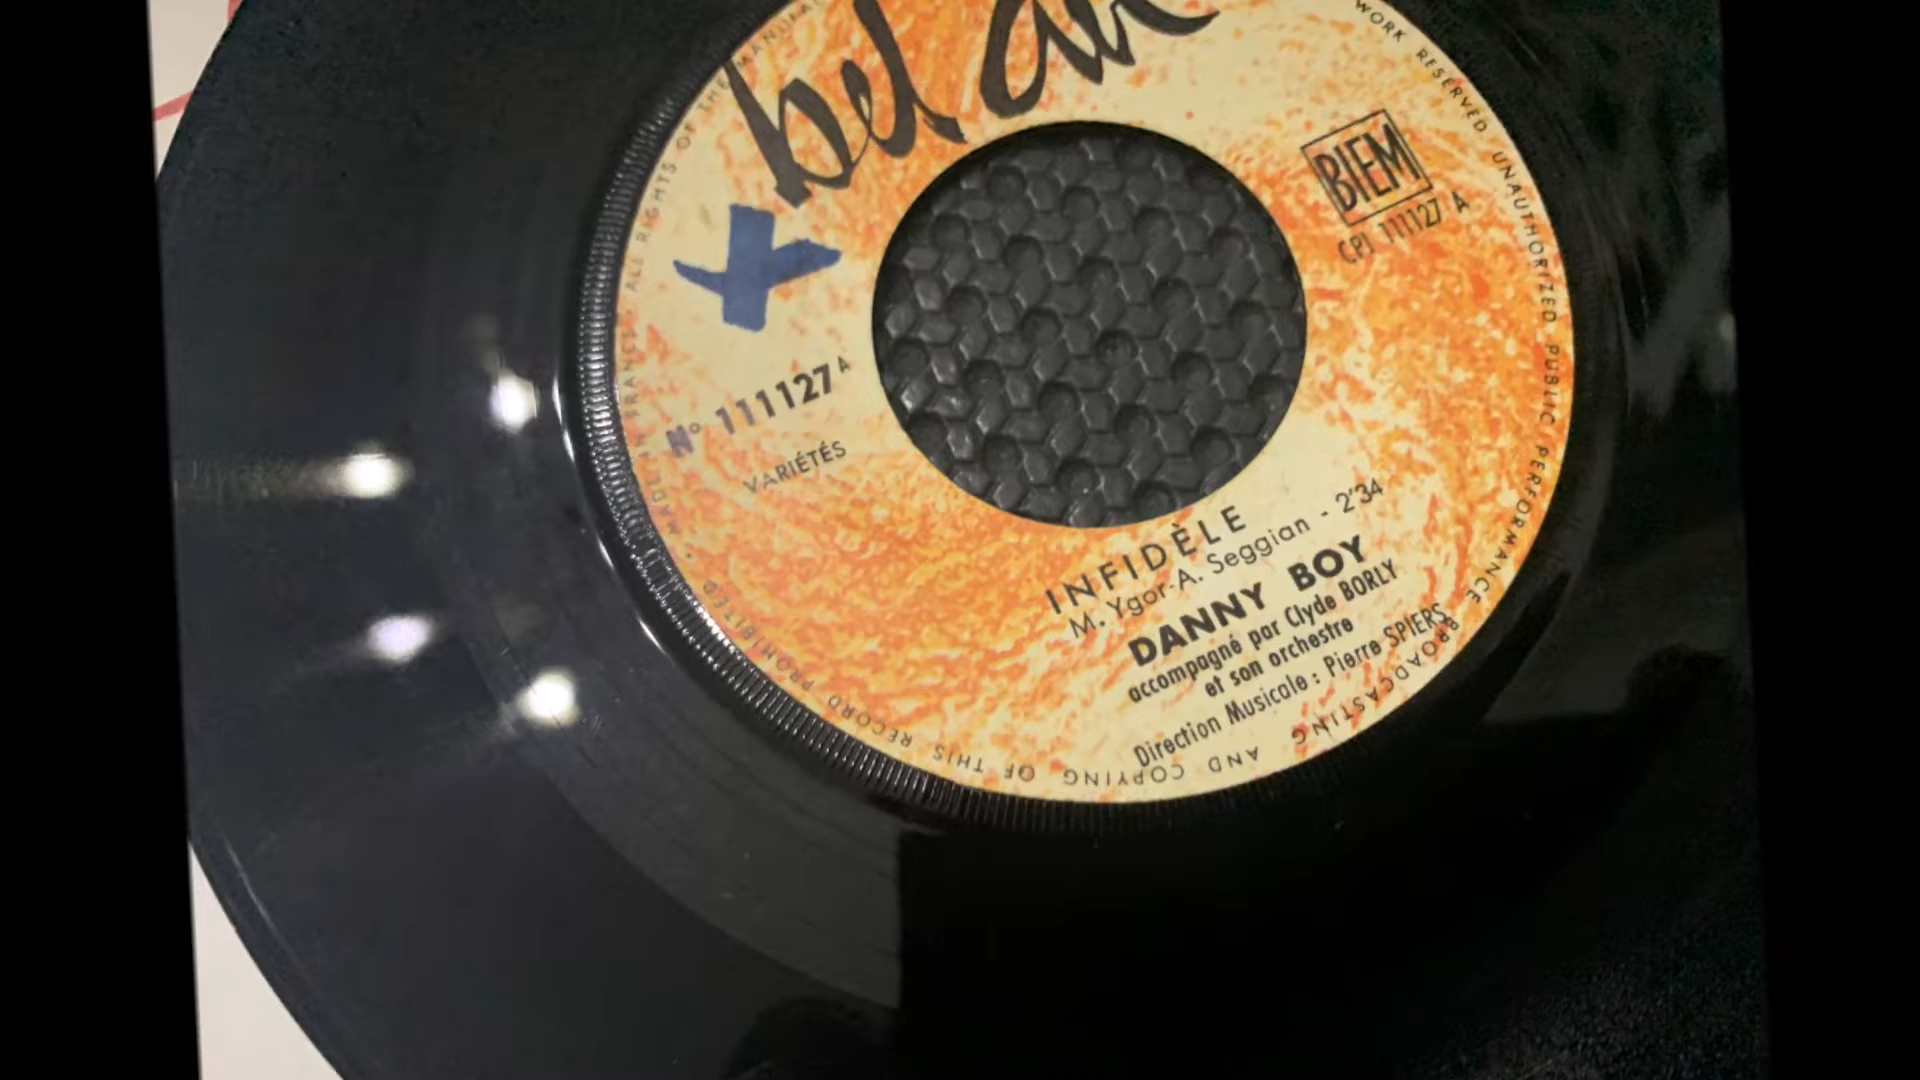 bel air
BIEM
CPI 111127 A
Nº 111127 A
VARIÉTÉS
INFIDÈLE
M. Ygor-A. Seggian - 2'34
DANNY BOY
accompagné par Clyde BORLY
et son orchestre
Direction Musicale : Pierre SPIERS
MADE IN FRANCE ALL RIGHTS OF THE
WORK RESERVED UNAUTHORIZED PUBLIC PERFORMANCE BROADCASTING AND COPYING OF THIS RECORD PROHIBITED